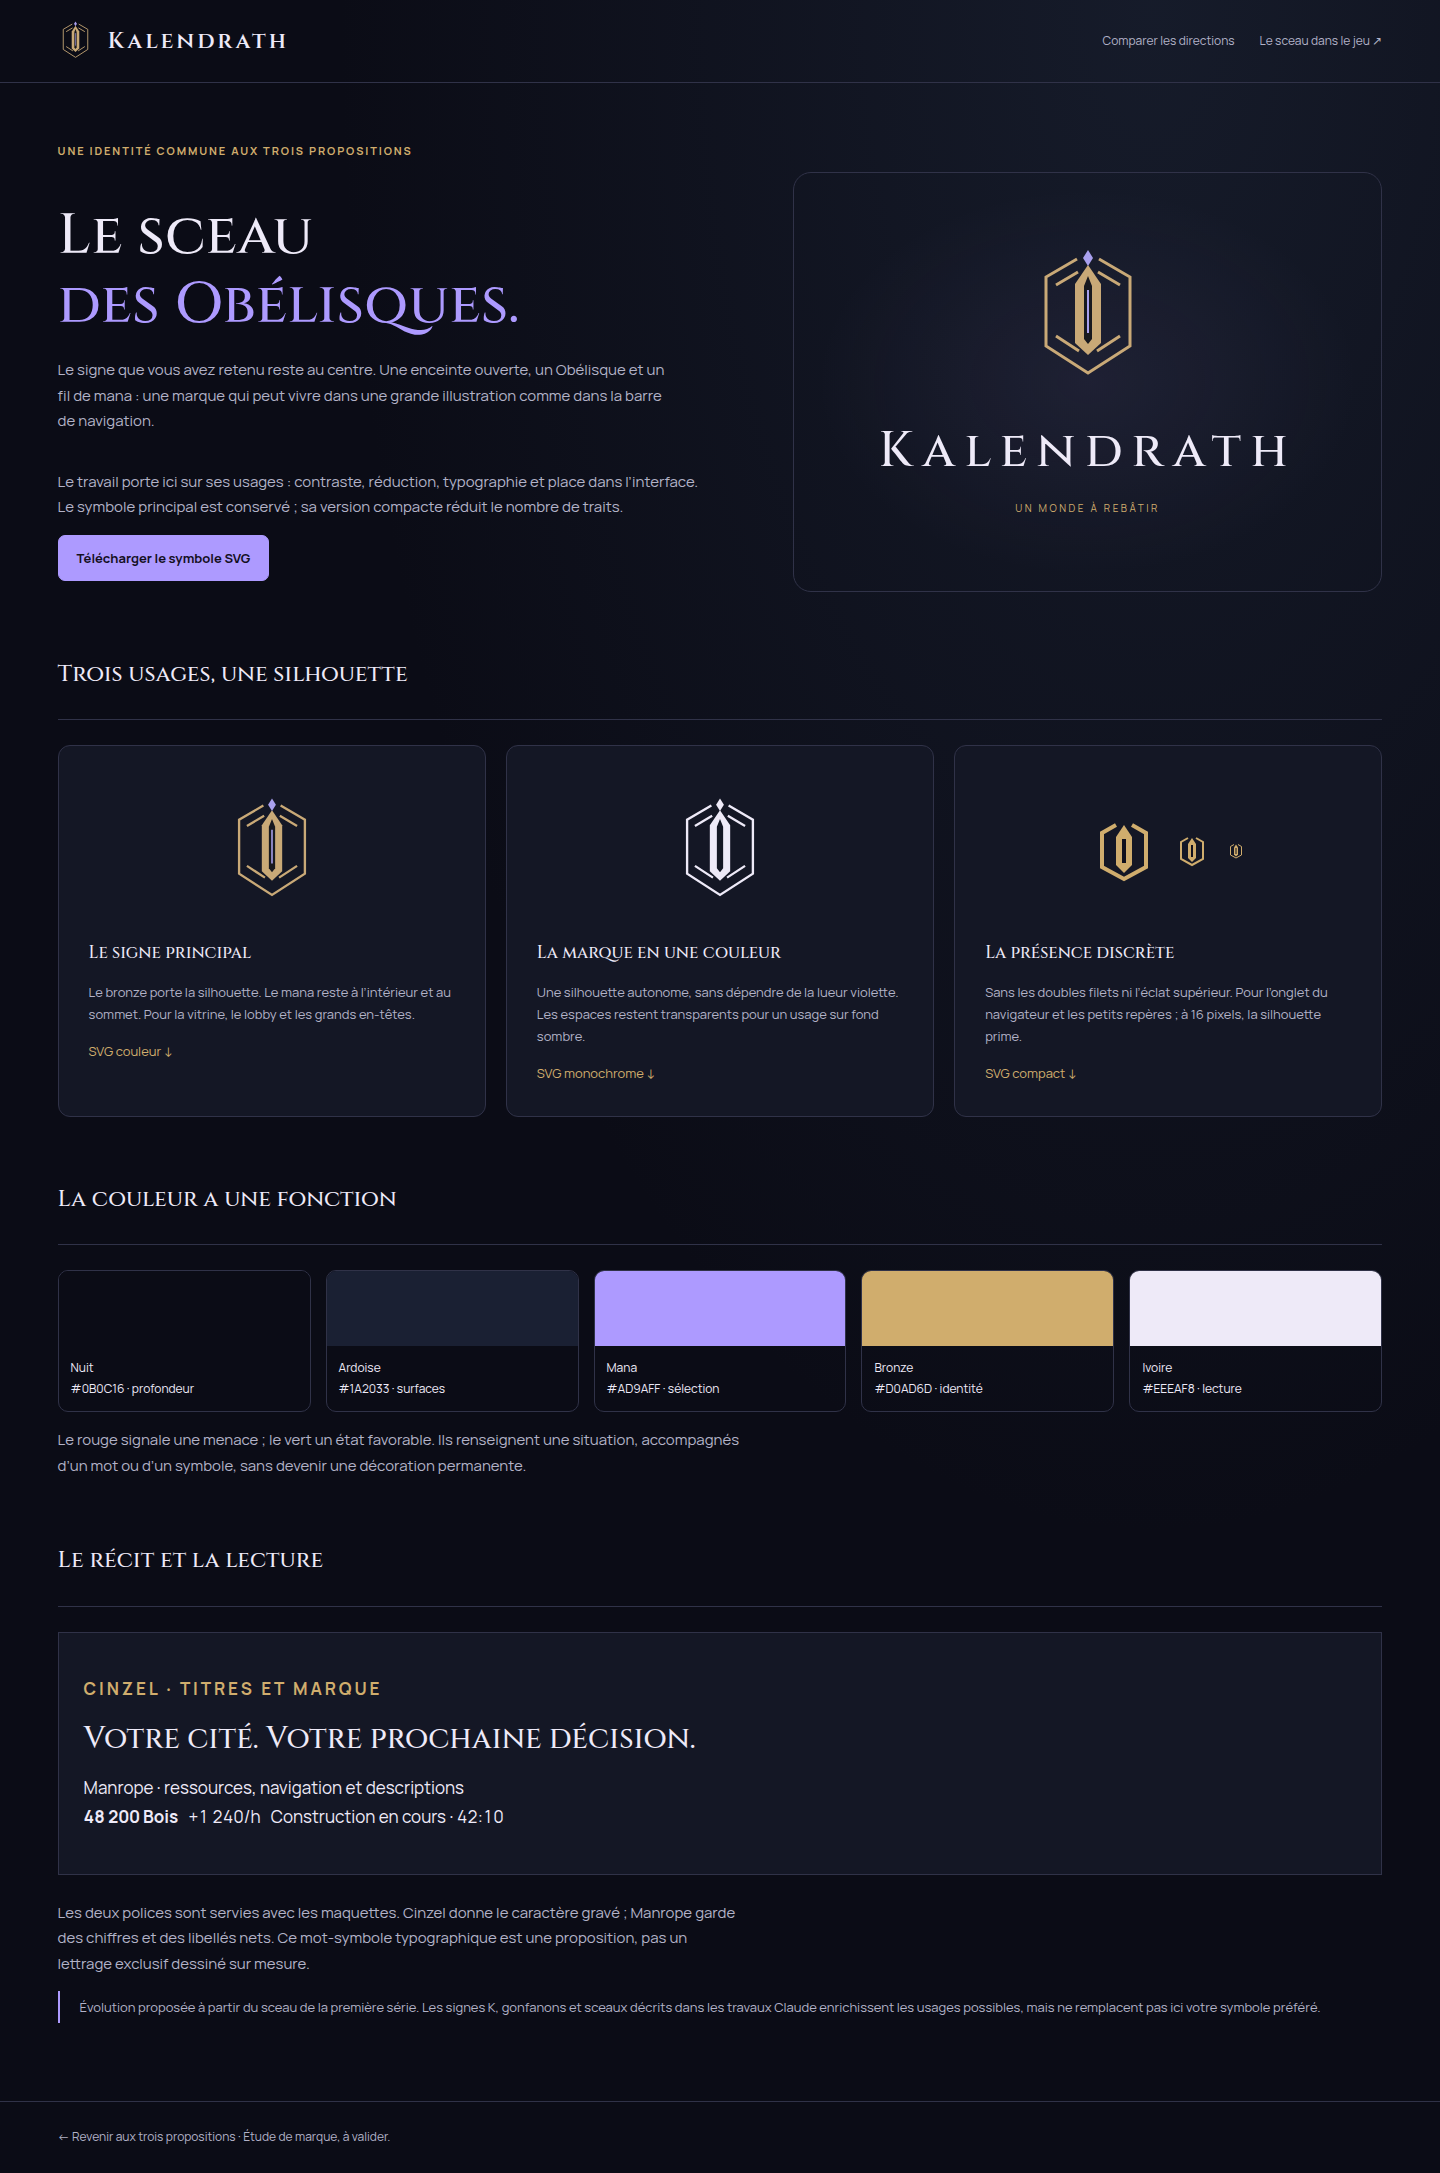 Kalendrath
Comparer les directions
Le sceau dans le jeu ↗
UNE IDENTITÉ COMMUNE AUX TROIS PROPOSITIONS
Le sceau
des Obélisques.
Le signe que vous avez retenu reste au centre. Une enceinte ouverte, un Obélisque et un
fil de mana : une marque qui peut vivre dans une grande illustration comme dans la barre
de navigation.
Le travail porte ici sur ses usages : contraste, réduction, typographie et place dans l'interface.
Le symbole principal est conservé ; sa version compacte réduit le nombre de traits.
Télécharger le symbole SVG
Kalendrath
UN MONDE À REBÂTIR
Trois usages, une silhouette
Le signe principal
Le bronze porte la silhouette. Le mana reste à l'intérieur et au
sommet. Pour la vitrine, le lobby et les grands en-têtes.
SVG couleur ↓
La marque en une couleur
Une silhouette autonome, sans dépendre de la lueur violette.
Les espaces restent transparents pour un usage sur fond
sombre.
SVG monochrome ↓
La présence discrète
Sans les doubles filets ni l'éclat supérieur. Pour l'onglet du
navigateur et les petits repères ; à 16 pixels, la silhouette
prime.
SVG compact ↓
La couleur a une fonction
Nuit
#0B0C16 · profondeur
Ardoise
#1A2033 · surfaces
Mana
#AD9AFF · sélection
Bronze
#D0AD6D · identité
Ivoire
#EEEAF8 · lecture
Le rouge signale une menace ; le vert un état favorable. Ils renseignent une situation, accompagnés
d'un mot ou d'un symbole, sans devenir une décoration permanente.
Le récit et la lecture
CINZEL · TITRES ET MARQUE
Votre cité. Votre prochaine décision.
Manrope · ressources, navigation et descriptions
48 200 Bois +1 240/h Construction en cours · 42:10
Les deux polices sont servies avec les maquettes. Cinzel donne le caractère gravé ; Manrope garde
des chiffres et des libellés nets. Ce mot-symbole typographique est une proposition, pas un
lettrage exclusif dessiné sur mesure.
Évolution proposée à partir du sceau de la première série. Les signes K, gonfanons et sceaux décrits dans les travaux Claude enrichissent les usages possibles, mais ne remplacent pas ici votre symbole préféré.
← Revenir aux trois propositions · Étude de marque, à valider.